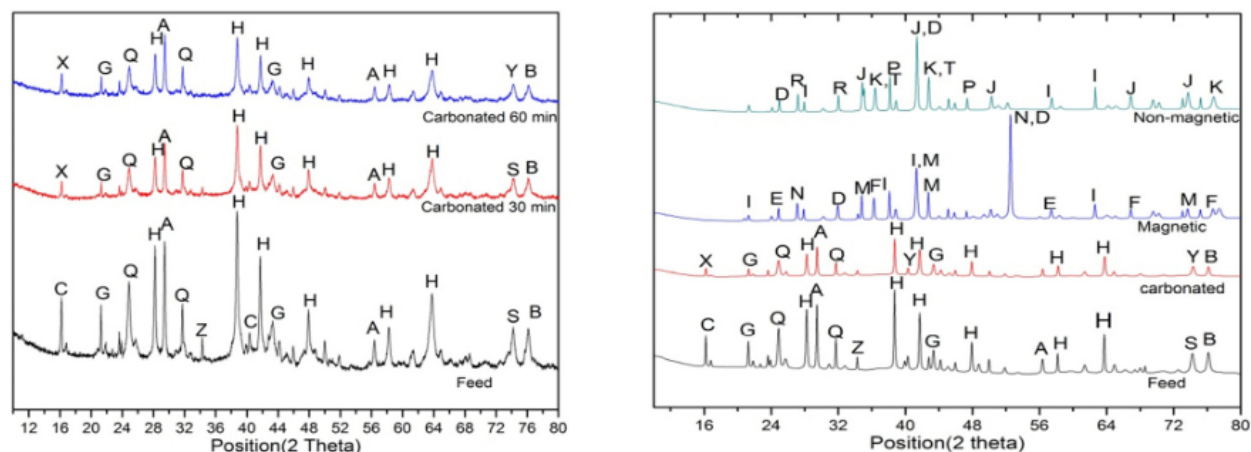 X G Q H A Q H H G H A H H Y B
Carbonated 60 min
X G Q H A Q H H G H A H H S B
Carbonated 30 min
C G Q H A Q Z H C H G H A H H S B
Feed
12 16 20 24 28 32 36 40 44 48 52 56 60 64 68 72 76 80
Position(2 Theta)
D R I R J K,T P J,D K,T P J I I J J K
Non-magnetic
I E N D M F I I,M M N,D E I F M F
Magnetic
X G Q H A Q H Y H G H H H Y B
carbonated
C G Q H A Q Z H H G H A H H S B
Feed
16 24 32 40 48 56 64 72 80
Position(2 theta)